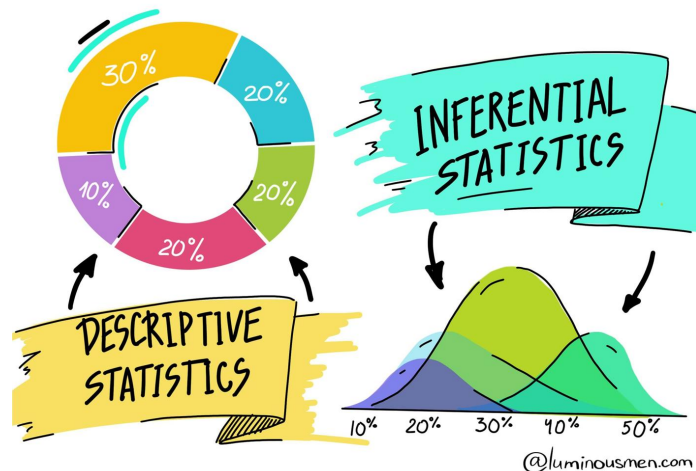 30%
20%
20%
20%
10%
DESCRIPTIVE
STATISTICS
INFERENTIAL
STATISTICS
10% 20% 30% 40% 50%
@luminousmen.com